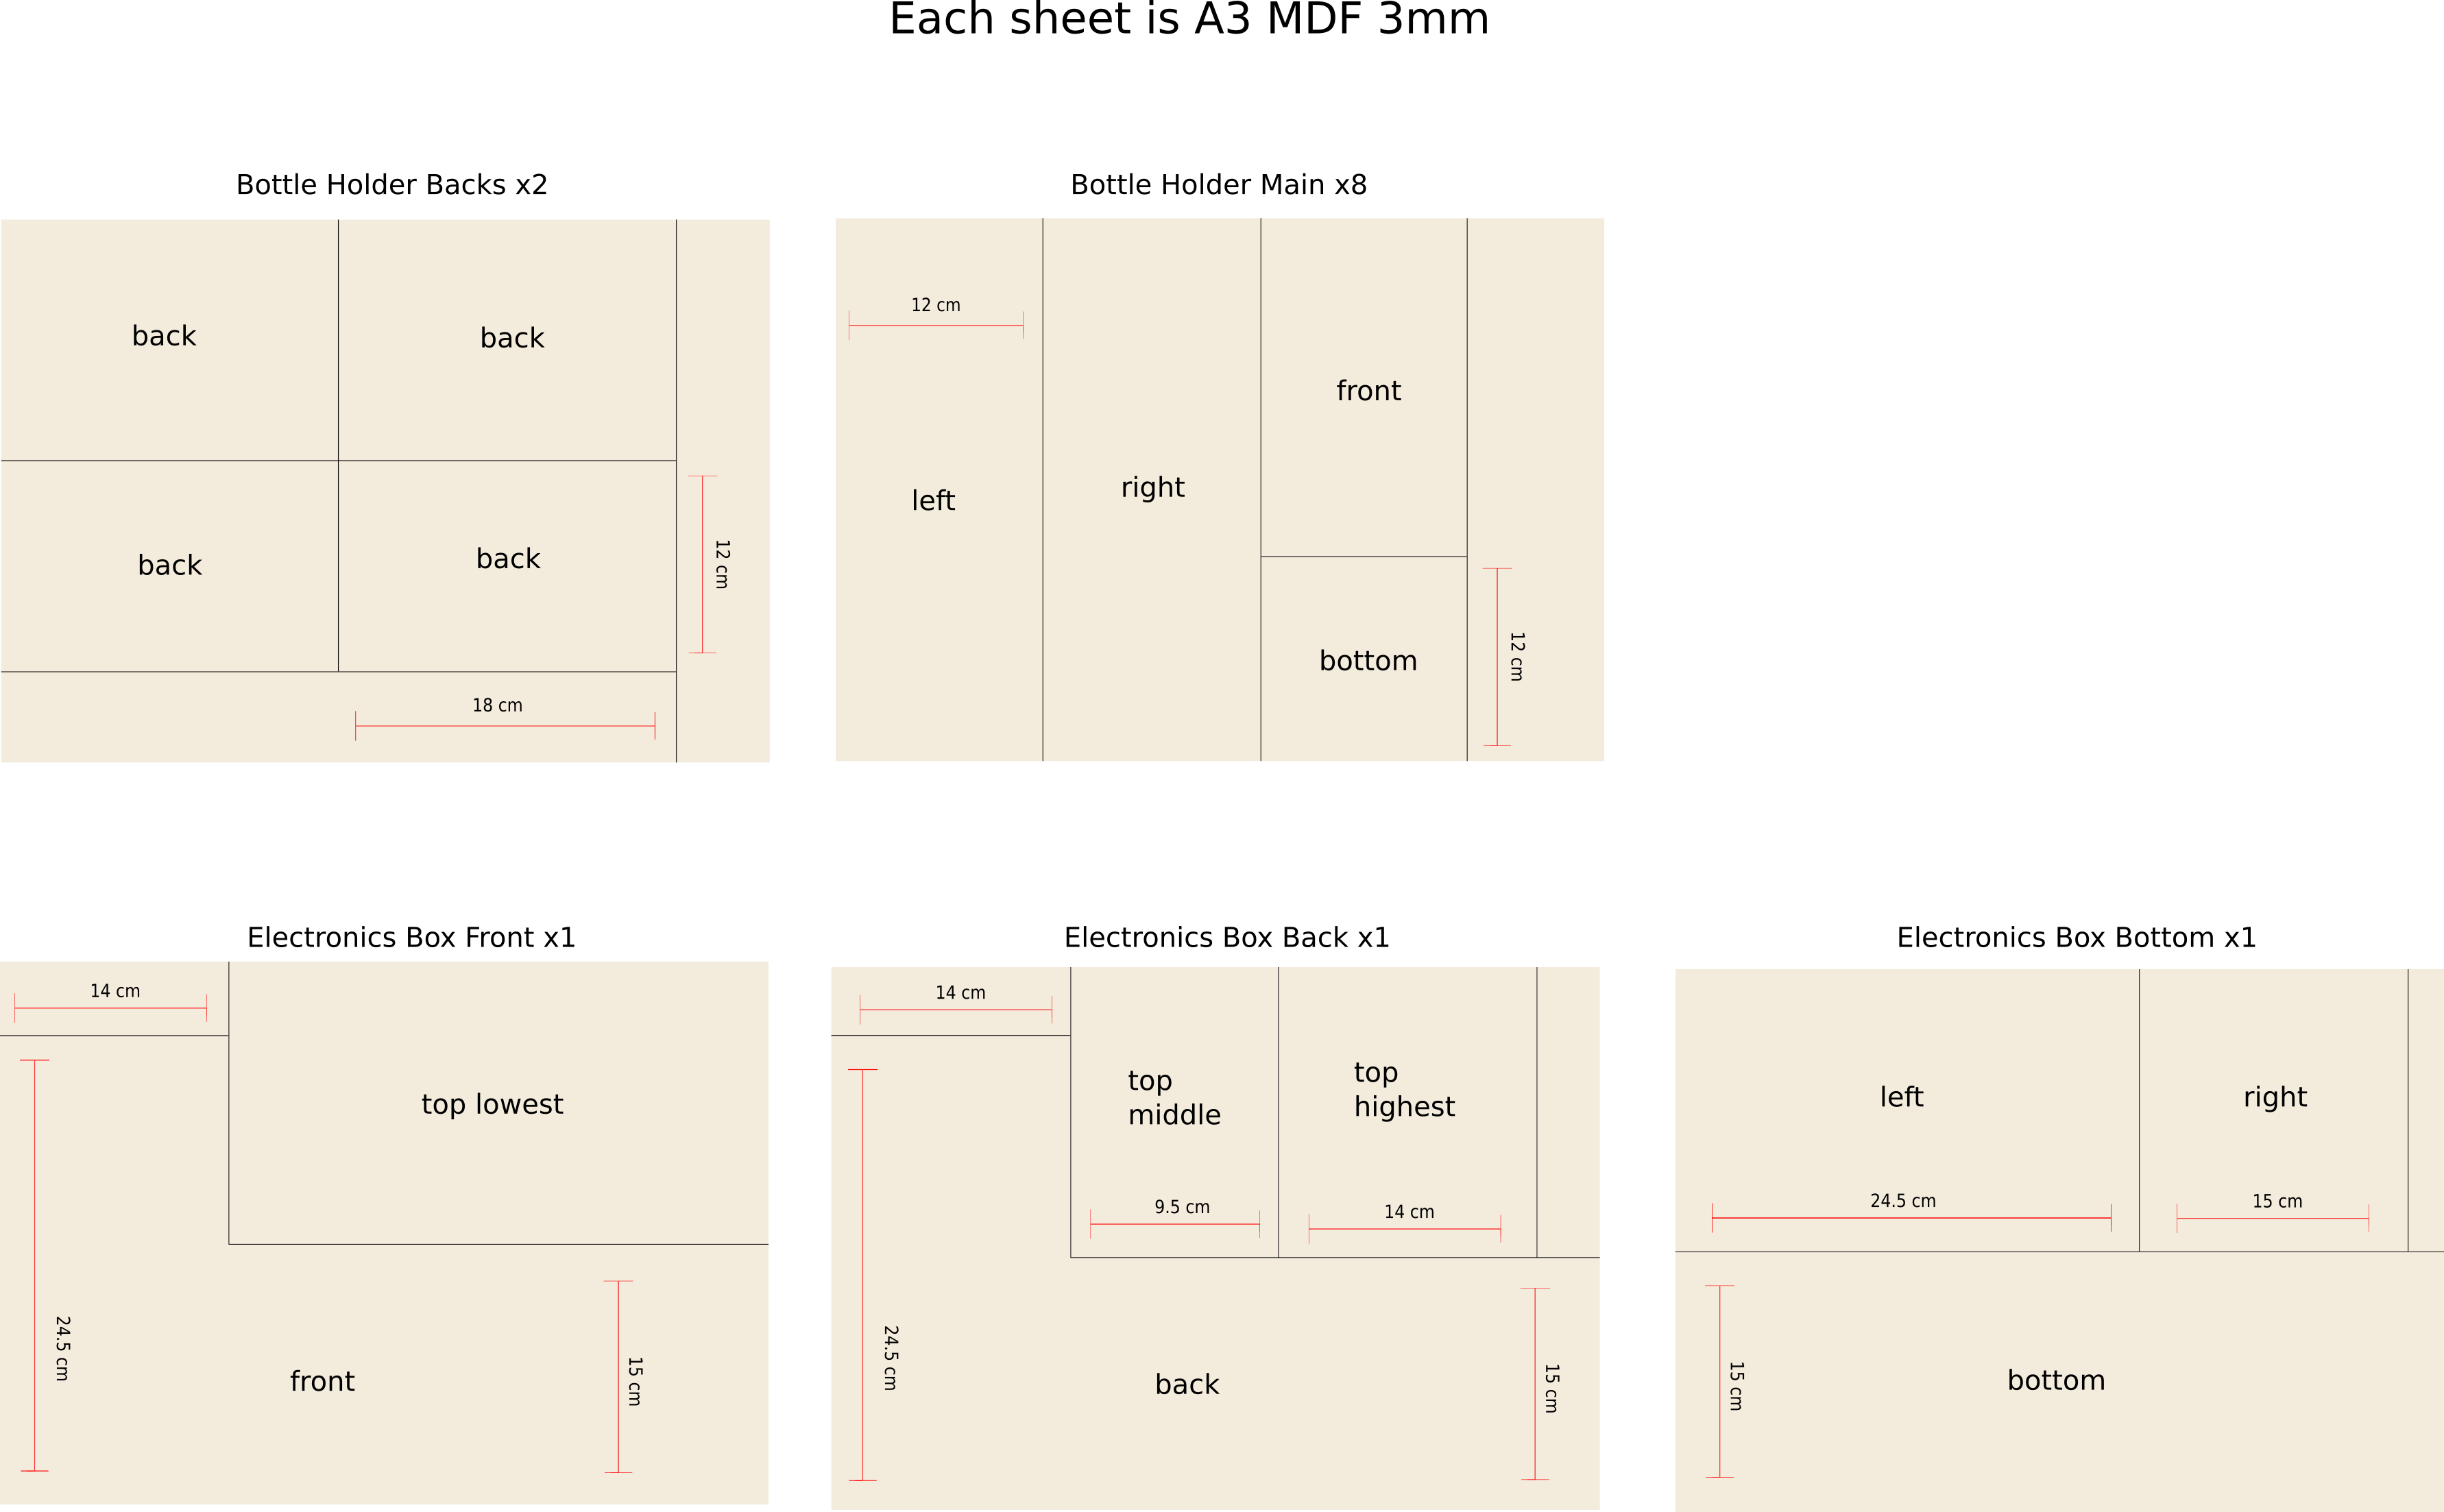 Each sheet is A3 MDF 3mm
Bottle Holder Backs x2
back
back
back
back
12 cm
18 cm
Bottle Holder Main x8
12 cm
left
right
front
bottom
12 cm
Electronics Box Front x1
14 cm
top lowest
24.5 cm
front
15 cm
Electronics Box Back x1
14 cm
top
middle
top
highest
9.5 cm
14 cm
24.5 cm
back
15 cm
Electronics Box Bottom x1
left
right
24.5 cm
15 cm
15 cm
bottom